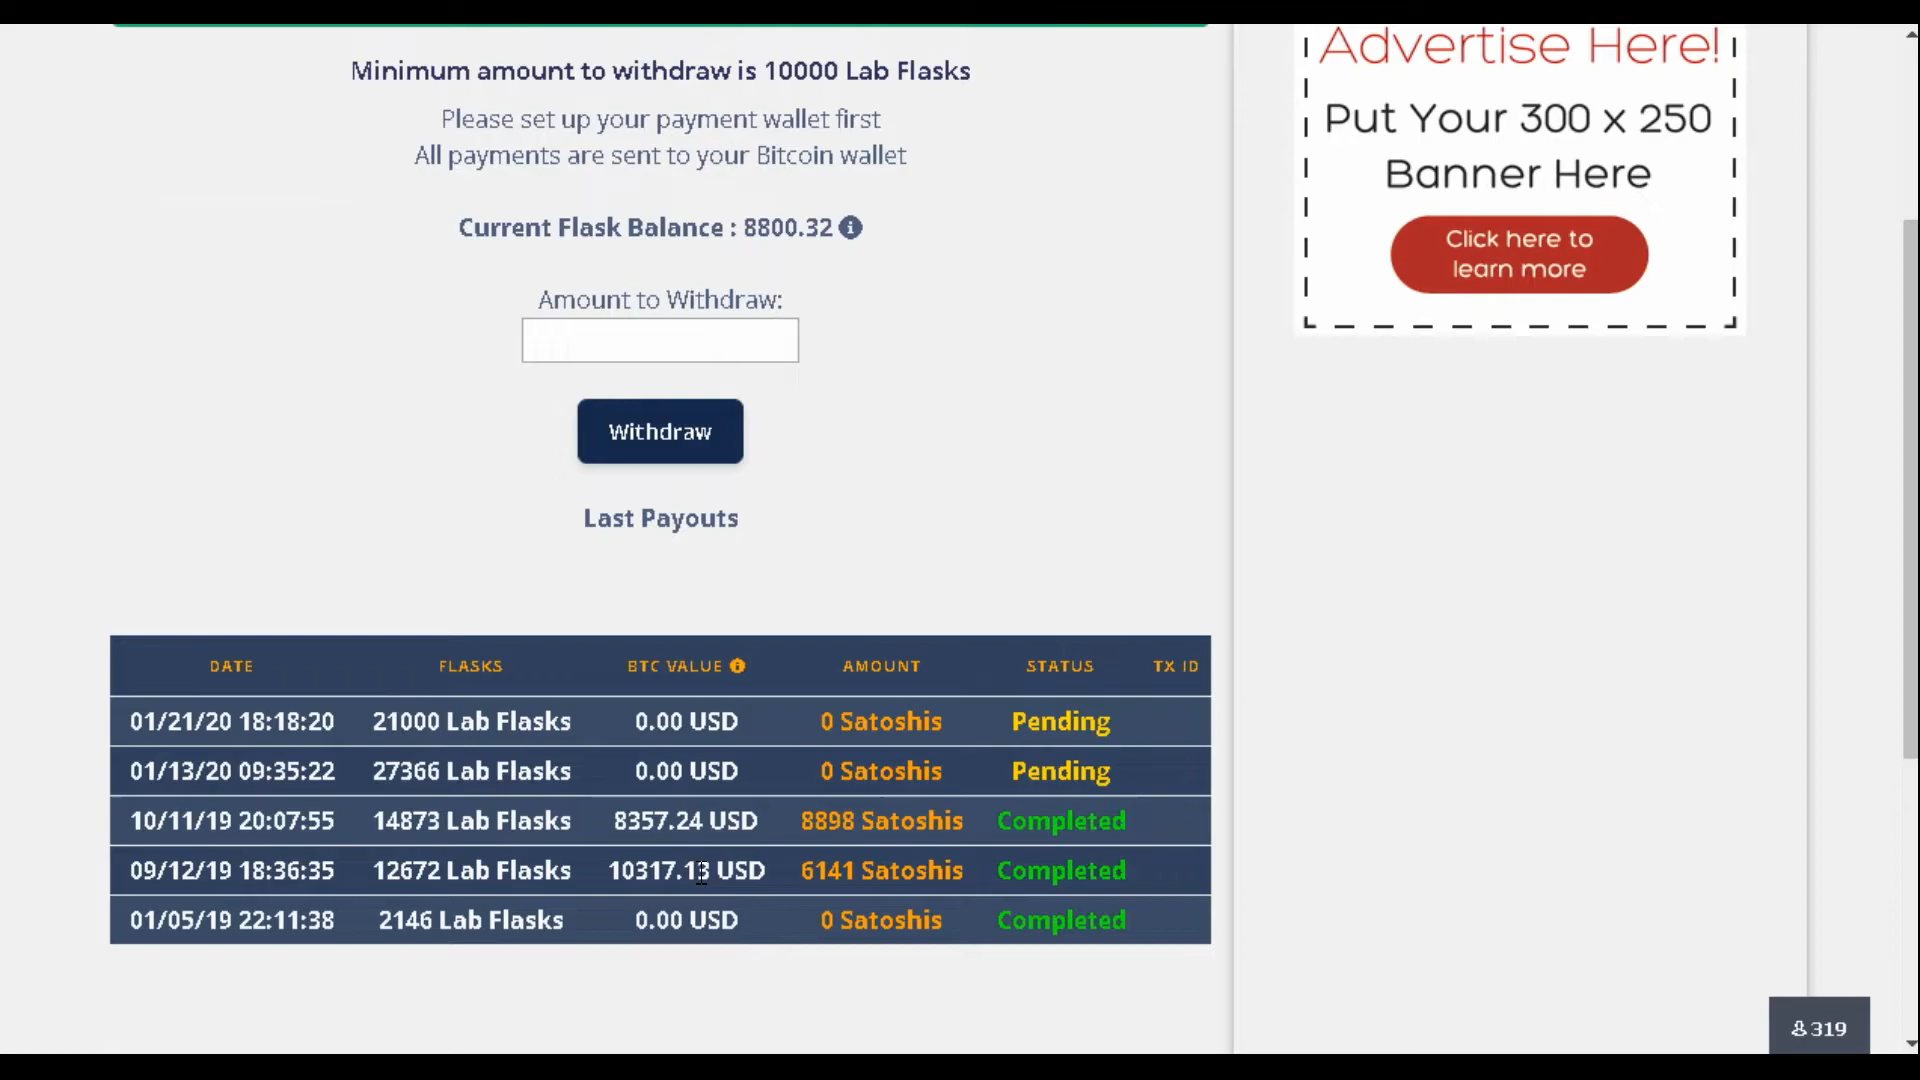 Minimum amount to withdraw is 10000 Lab Flasks
Please set up your payment wallet first
All payments are sent to your Bitcoin wallet
Current Flask Balance : 8800.32
Amount to Withdraw:
Withdraw
Last Payouts
DATE FLASKS BTC VALUE AMOUNT STATUS TX ID
01/21/20 18:18:20 21000 Lab Flasks 0.00 USD 0 Satoshis Pending
01/13/20 09:35:22 27366 Lab Flasks 0.00 USD 0 Satoshis Pending
10/11/19 20:07:55 14873 Lab Flasks 8357.24 USD 8898 Satoshis Completed
09/12/19 18:36:35 12672 Lab Flasks 10317.13 USD 6141 Satoshis Completed
01/05/19 22:11:38 2146 Lab Flasks 0.00 USD 0 Satoshis Completed
Advertise Here!
Put Your 300 x 250
Banner Here
Click here to
learn more
319